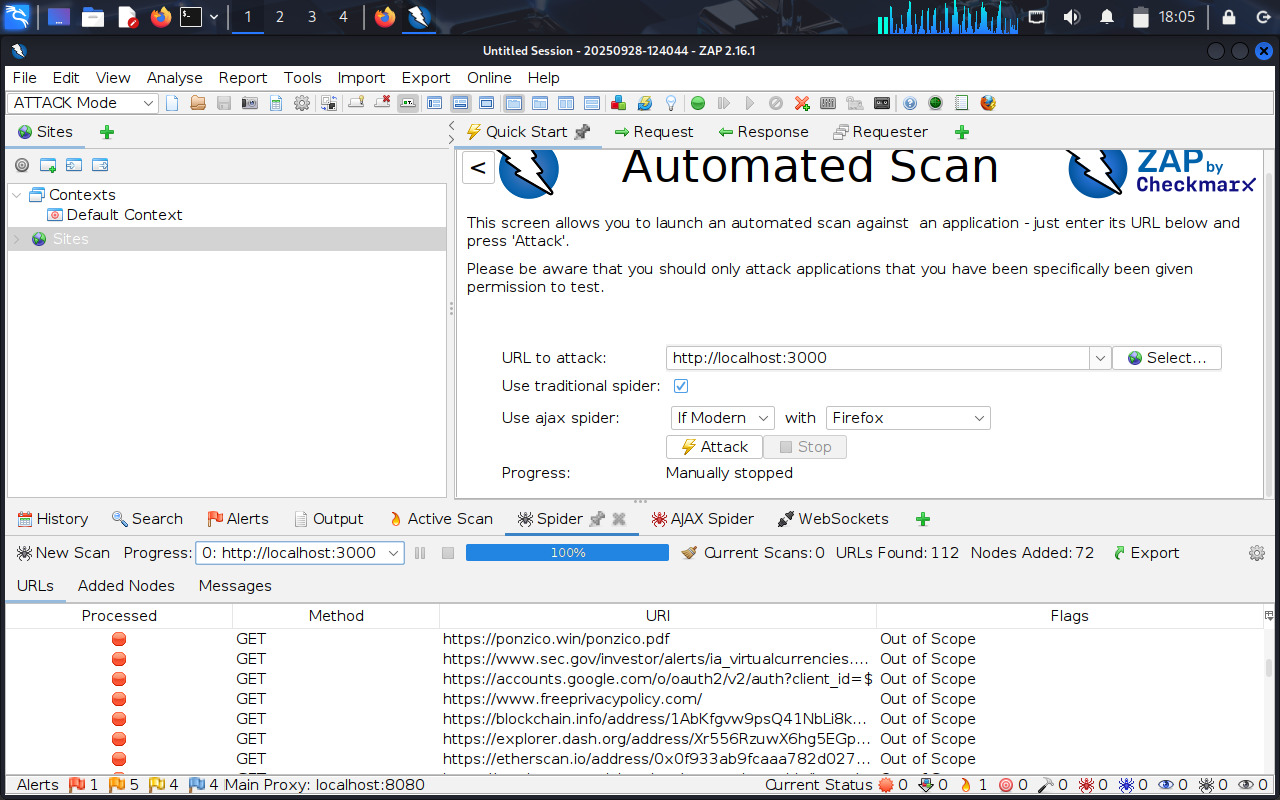 1 2 3 4 18:05
Untitled Session - 20250928-124044 - ZAP 2.16.1
File Edit View Analyse Report Tools Import Export Online Help
ATTACK Mode
Sites
Quick Start Request Response Requester
Contexts
Default Context
Sites
< Automated Scan ZAP by Checkmarx
This screen allows you to launch an automated scan against an application - just enter its URL below and
press 'Attack'.
Please be aware that you should only attack applications that you have been specifically been given
permission to test.
URL to attack: http://localhost:3000 Select...
Use traditional spider:
Use ajax spider: If Modern with Firefox
Attack Stop
Progress: Manually stopped
History Search Alerts Output Active Scan Spider AJAX Spider WebSockets
New Scan Progress: 0: http://localhost:3000 100% Current Scans: 0 URLs Found: 112 Nodes Added: 72 Export
URLs Added Nodes Messages
Processed Method URI Flags
GET https://ponzico.win/ponzico.pdf Out of Scope
GET https://www.sec.gov/investor/alerts/ia_virtualcurrencies.... Out of Scope
GET https://accounts.google.com/o/oauth2/v2/auth?client_id=$ Out of Scope
GET https://www.freeprivacypolicy.com/ Out of Scope
GET https://blockchain.info/address/1AbKfgvw9psQ41NbLi8k... Out of Scope
GET https://explorer.dash.org/address/Xr556RzuwX6hg5EGp... Out of Scope
GET https://etherscan.io/address/0x0f933ab9fcaaa782d027... Out of Scope
Alerts 1 5 4 4 Main Proxy: localhost:8080 Current Status 0 0 1 0 0 0 0 0 0 0